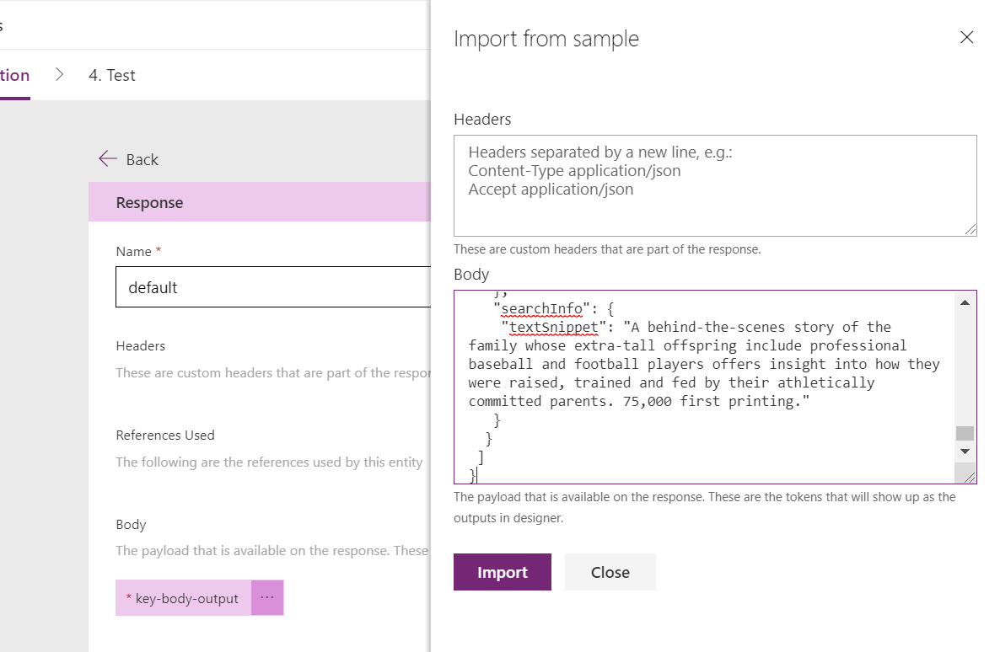 s
tion
4. Test
Back
Response
Name *
default
Headers
These are custom headers that are part of the respor
References Used
The following are the references used by this entity
Body
The payload that is available on the response. These
* key-body-output
...
Import from sample
Headers
Headers separated by a new line, e.g.:
Content-Type application/json
Accept application/json
These are custom headers that are part of the response.
Body
},
"searchInfo": {
"textSnippet": "A behind-the-scenes story of the
family whose extra-tall offspring include professional
baseball and football players offers insight into how they
were raised, trained and fed by their athletically
committed parents. 75,000 first printing."
}
}
]
}
The payload that is available on the response. These are the tokens that will show up as the
outputs in designer.
Import
Close